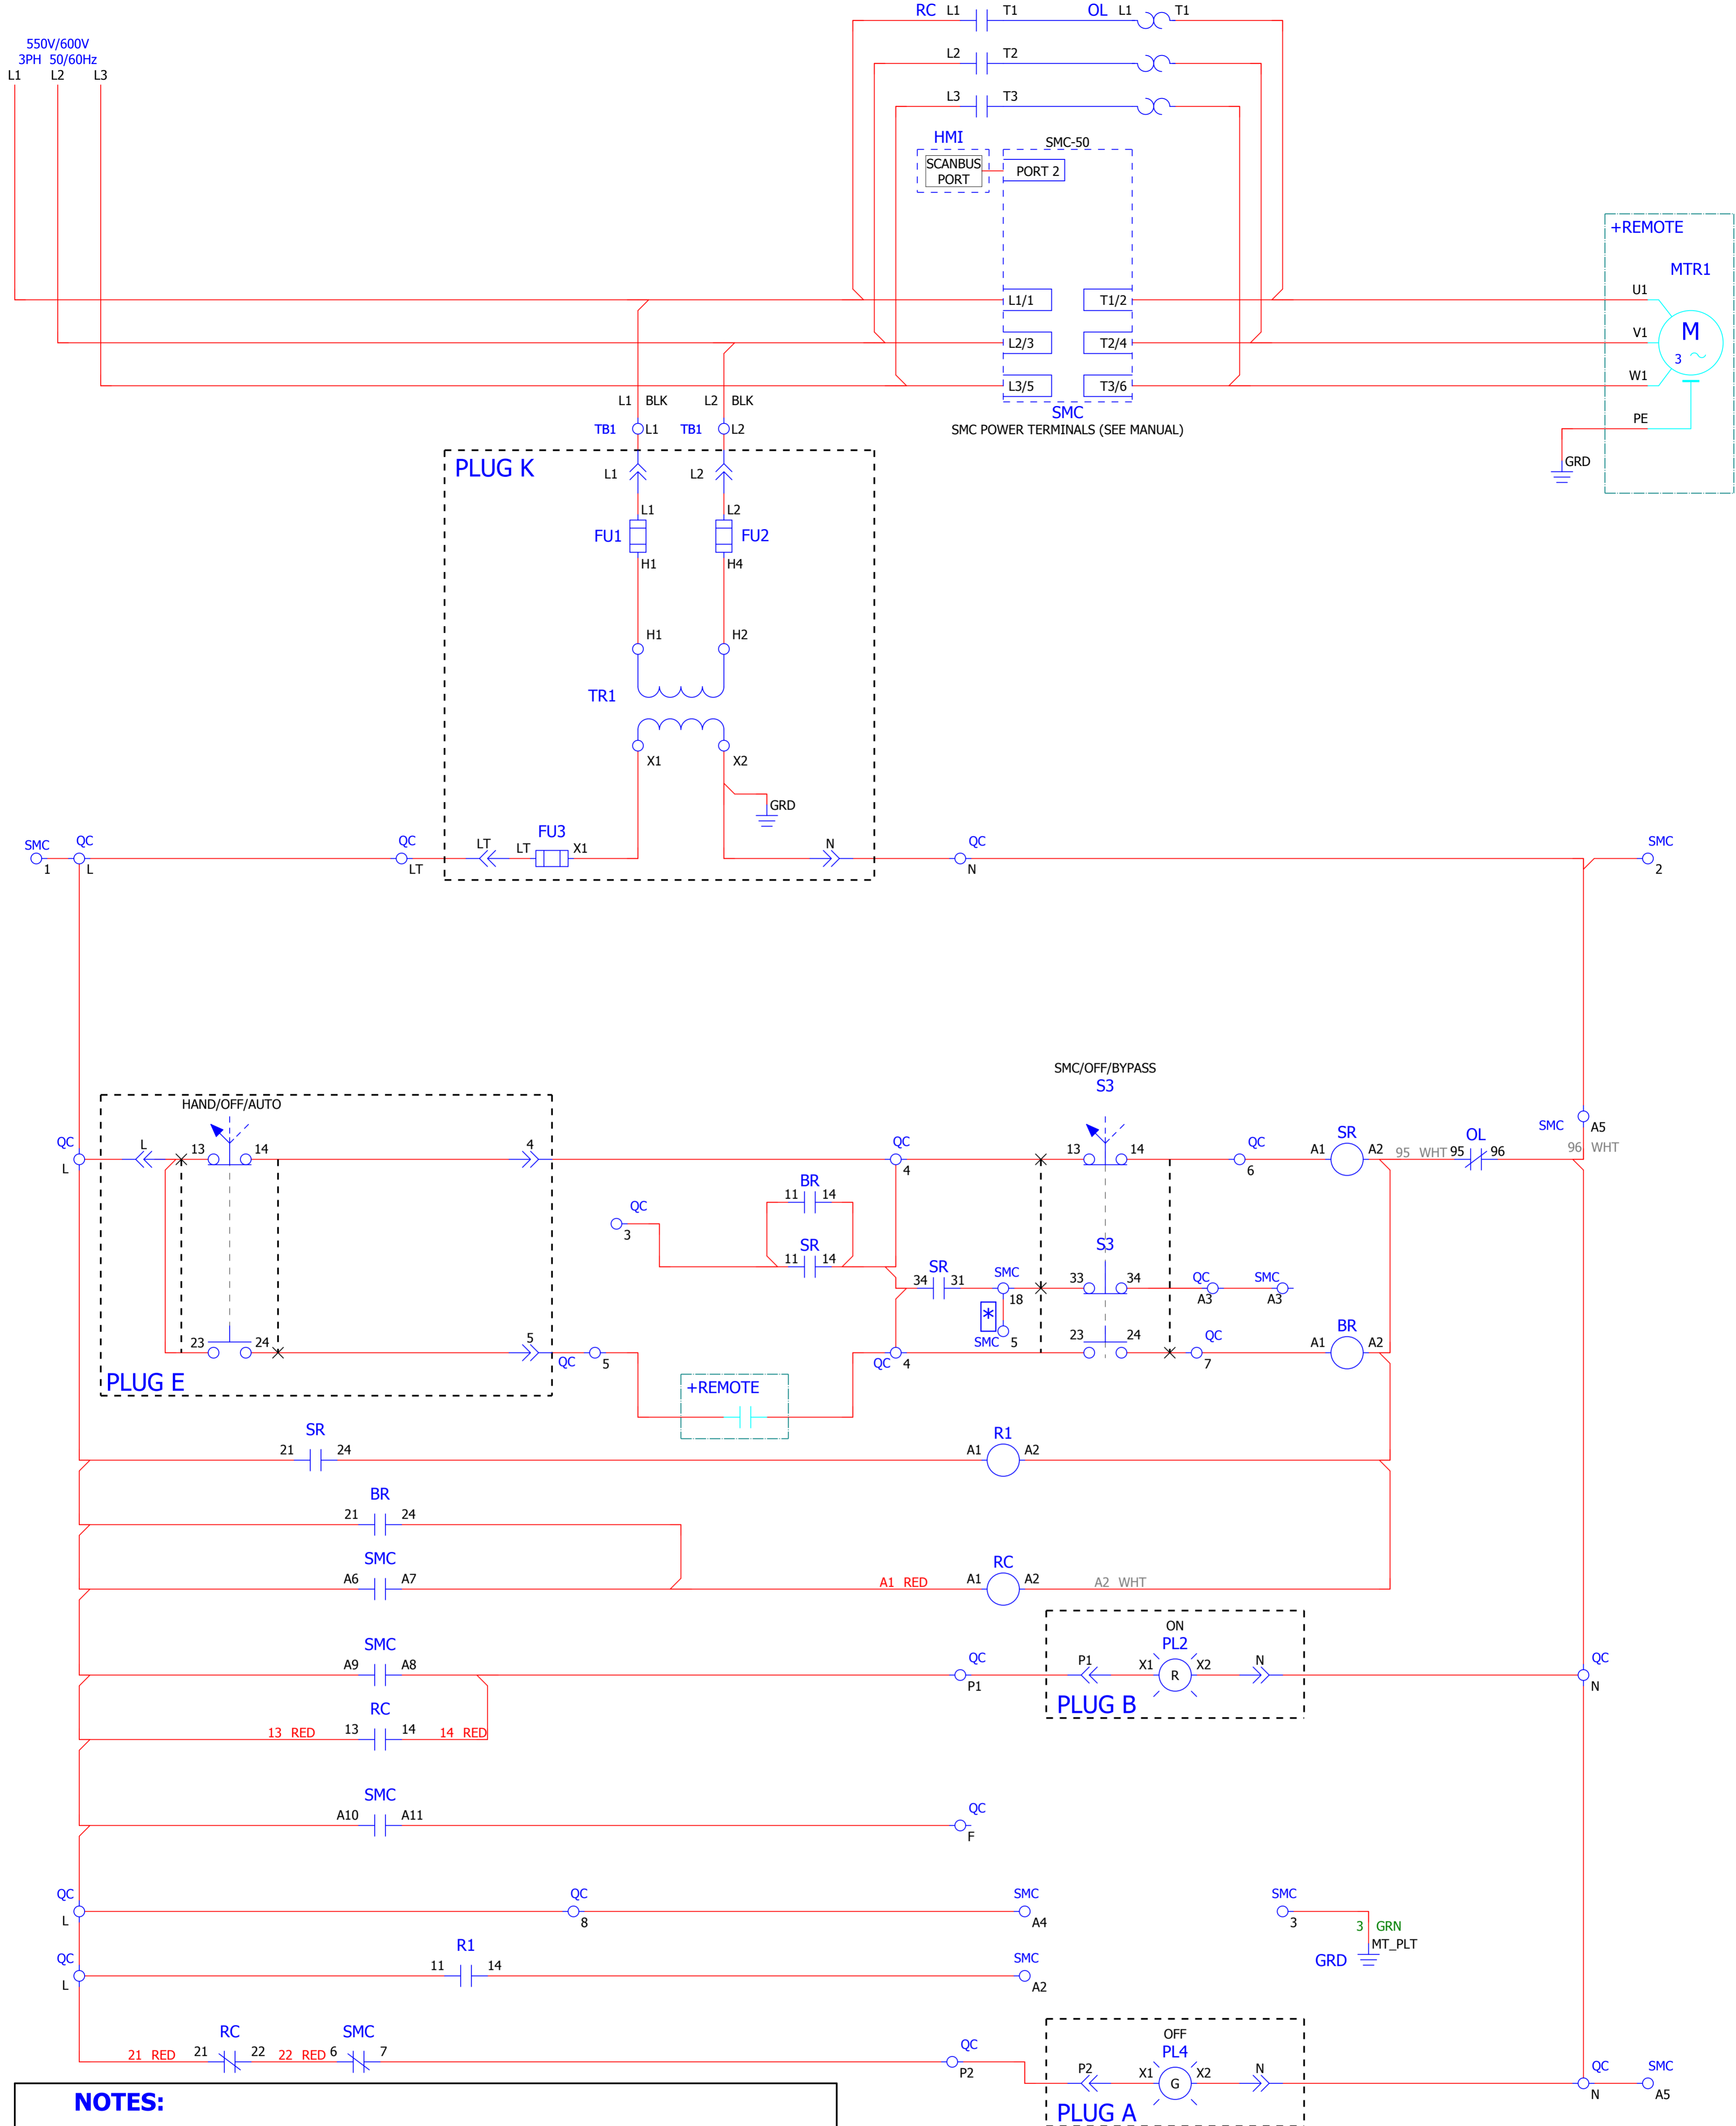 RC L1 T1 OL L1 T1
550V/600V
3PH 50/60Hz
L1 L2 L3
L2 T2
L3 T3
HMI
SMC-50
SCANBUS
PORT
PORT 2
+REMOTE
MTR1
L1/1 T1/2 U1
L2/3 T2/4 V1
M
3
L3/5 T3/6 W1
L1 BLK L2 BLK
SMC
PE
TB1 L1 TB1 L2
SMC POWER TERMINALS (SEE MANUAL)
GRD
PLUG K
L1 L2
L1 L2
FU1 FU2
H1 H4
H1 H2
TR1
X1 X2
GRD
SMC QC QC FU3 QC SMC
LT LT X1 N
1 L LT N 2
SMC/OFF/BYPASS
S3
HAND/OFF/AUTO
SMC A5
QC L 13 14 4 QC 13 14 QC SR OL
A1 A2 95 WHT 95 96 96 WHT
L 4 6
BR
11 14
QC
3
SR
11 14
S3
SR
34 31 SMC 33 34 QC SMC
18 A3 A3
*
SMC 5
23 24 5 23 24 QC BR
A1 A2
QC 5 QC 4 7
PLUG E
+REMOTE
SR R1
21 24 A1 A2
BR
21 24
SMC RC
A6 A7 A1 RED A1 A2 A2 WHT
ON
SMC PL2
A9 A8 QC P1 X1 R X2 N QC
P1 N
PLUG B
RC
13 RED 13 14 14 RED
SMC
A10 A11 QC
F
QC QC SMC SMC
L 8 A4 3
3 GRN
MT_PLT
GRD
QC R1 SMC
L 11 14 A2
OFF
RC SMC PL4
21 RED 21 22 22 RED 6 7 QC
P2
P2 X1 G X2 N QC SMC
N A5
PLUG A
NOTES: